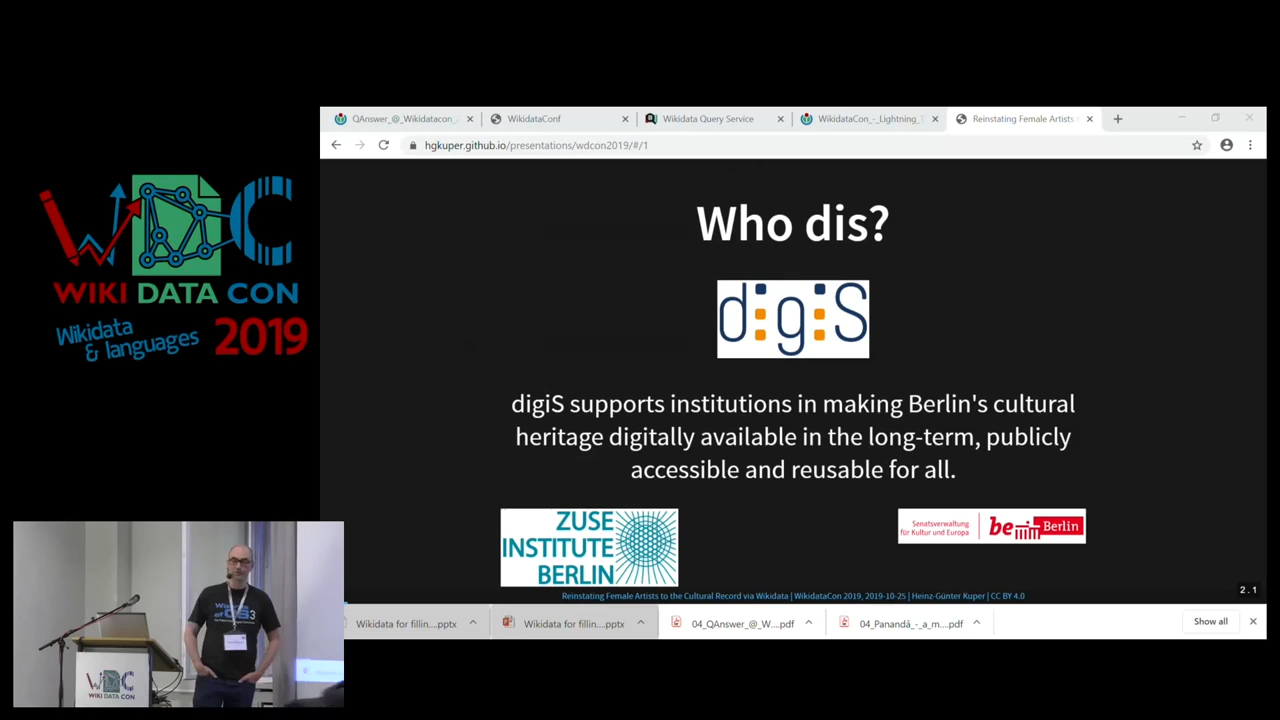 WDC
WIKI DATA CON
Wikidata
& languages
2019
QAnswer_@_Wikidatacon_
WikidataConf
Wikidata Query Service
WikidataCon_-_Lightning_
Reinstating Female Artists
hgkuper.github.io/presentations/wdcon2019/#/1
Who dis?
digiS
digiS supports institutions in making Berlin's cultural
heritage digitally available in the long-term, publicly
accessible and reusable for all.
ZUSE
INSTITUTE
BERLIN
Senatsverwaltung
für Kultur und Europa
be Berlin
2.1
Reinstating Female Artists to the Cultural Record via Wikidata | WikidataCon 2019, 2019-10-25 | Heinz-Günter Kuper | CC BY 4.0
Wikidata for fillin....pptx
Wikidata for fillin....pptx
04_QAnswer_@_W....pdf
04_Panandâ_-_a_m....pdf
Show all
WDC
WIKI DATA CON